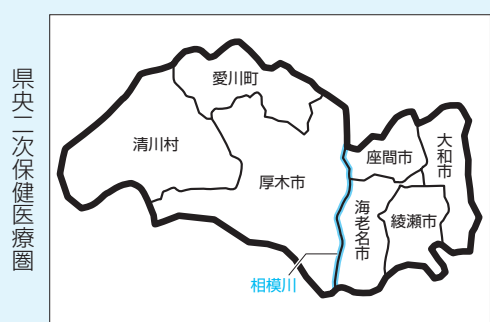 県央二次保健医療圏
愛川町
清川村
厚木市
座間市
大和市
海老名市
綾瀬市
相模川